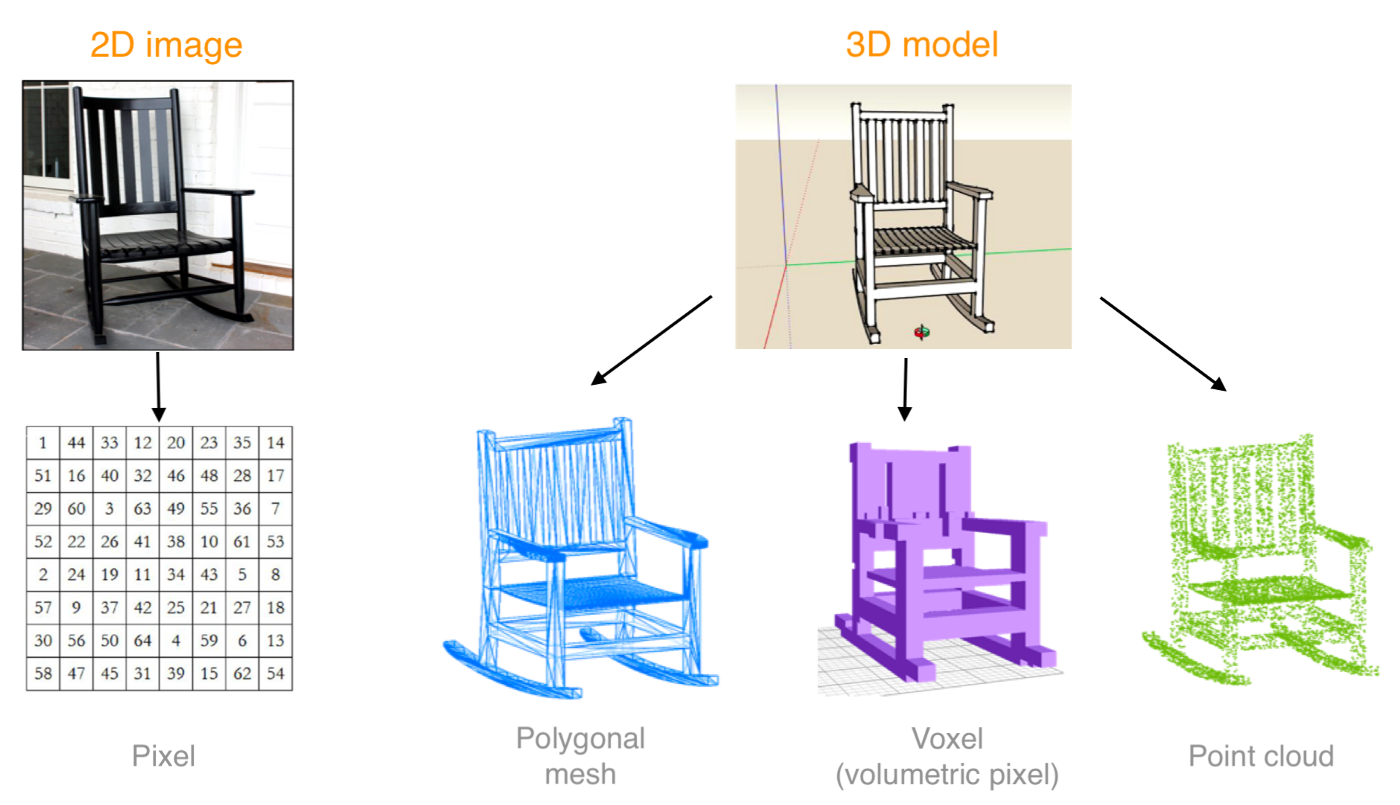 2D image
3D model
1 44 33 12 20 23 35 14
51 16 40 32 46 48 28 17
29 60 3 63 49 55 36 7
52 22 26 41 38 10 61 53
2 24 19 11 34 43 5 8
57 9 37 42 25 21 27 18
30 56 50 64 4 59 6 13
58 47 45 31 39 15 62 54
Pixel
Polygonal
mesh
Voxel
(volumetric pixel)
Point cloud